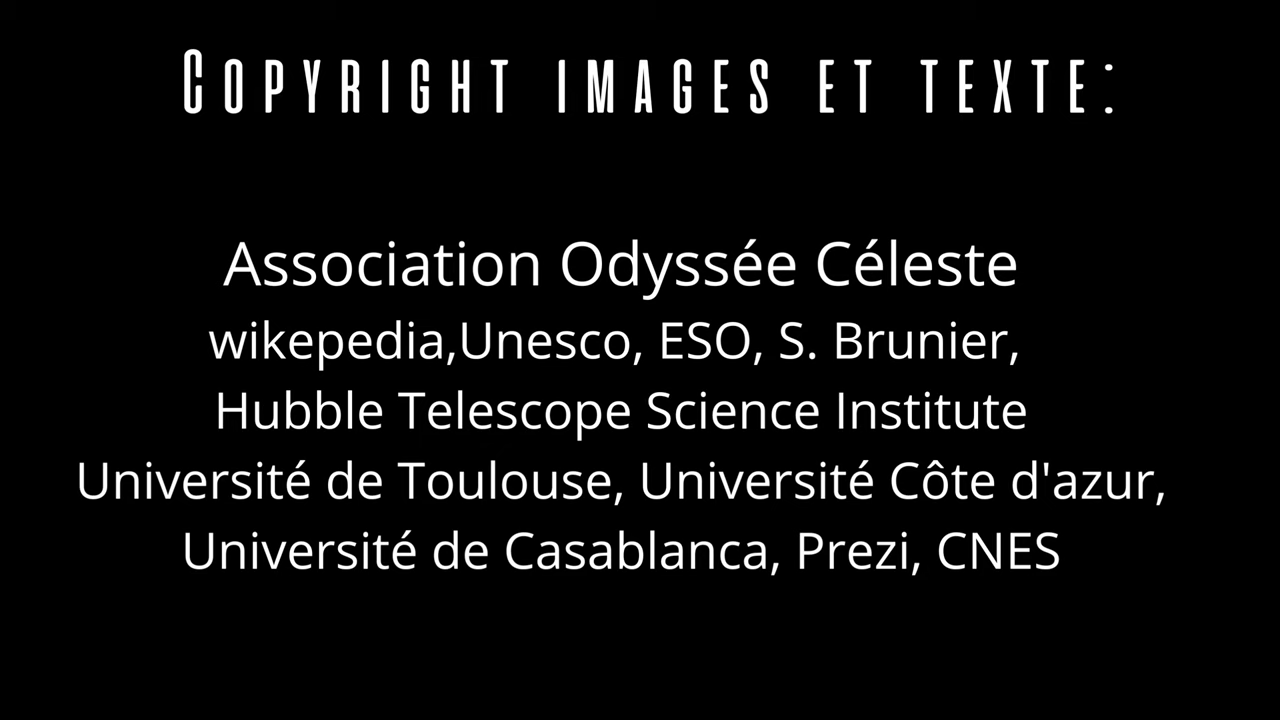 Copyright images et texte:
Association Odyssée Céleste
wikepedia,Unesco, ESO, S. Brunier,
Hubble Telescope Science Institute
Université de Toulouse, Université Côte d'azur,
Université de Casablanca, Prezi, CNES